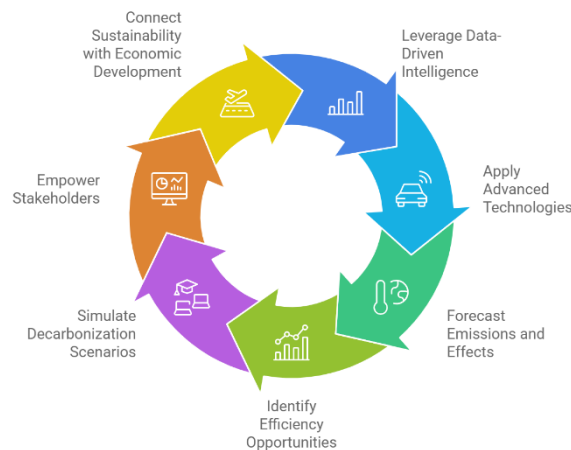 Connect
Sustainability
with Economic
Development
Leverage Data-
Driven
Intelligence
Apply
Advanced
Technologies
Forecast
Emissions and
Effects
Identify
Efficiency
Opportunities
Simulate
Decarbonization
Scenarios
Empower
Stakeholders